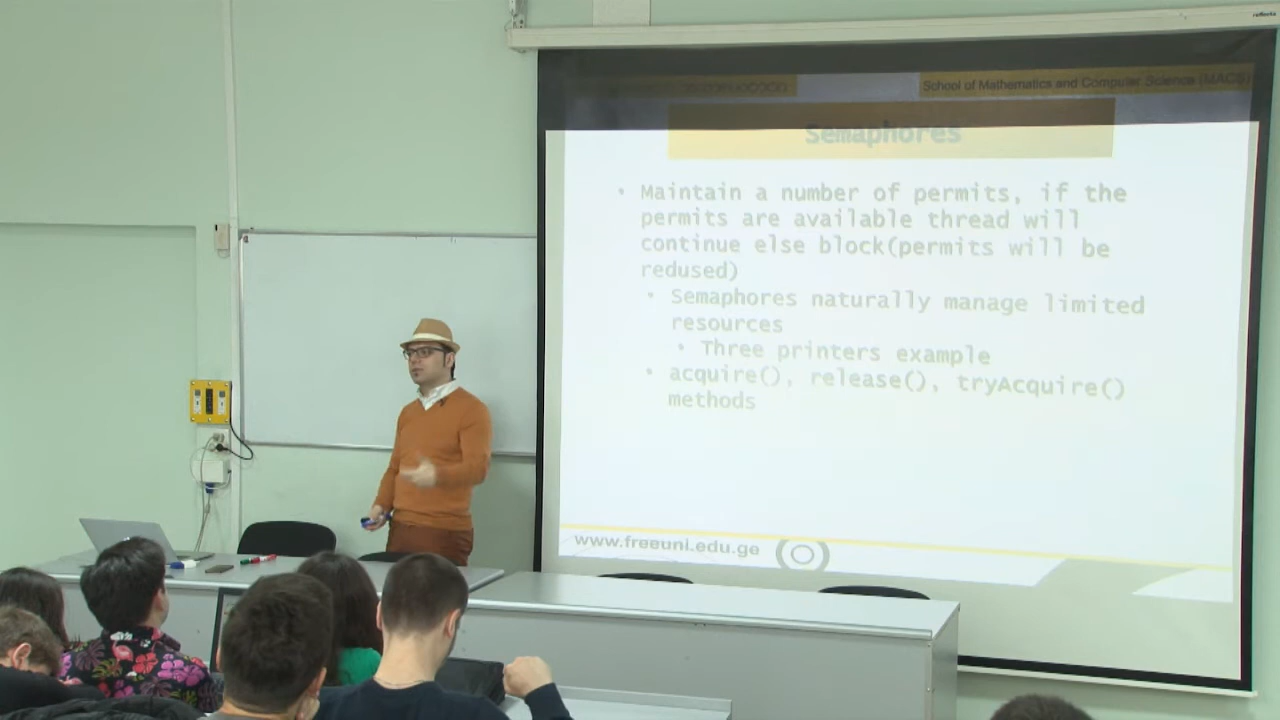 reflecta
School of Mathematics and Computer Science (MACS)
Semaphores
• Maintain a number of permits, if the
permits are available thread will
continue else block(permits will be
redused)
• Semaphores naturally manage limited
resources
• Three printers example
• acquire(), release(), tryAcquire()
methods
www.freeuni.edu.ge